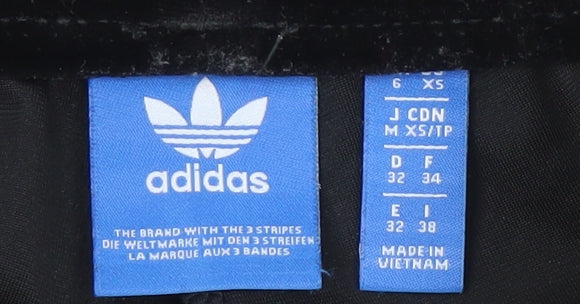 adidas
THE BRAND WITH THE 3 STRIPES
DIE WELTMARKE MIT DEN 3 STREIFEN
LA MARQUE AUX 3 BANDES
6 XS
J CDN
M XS/TP
D F
32 34
E I
32 38
MADE IN
VIETNAM